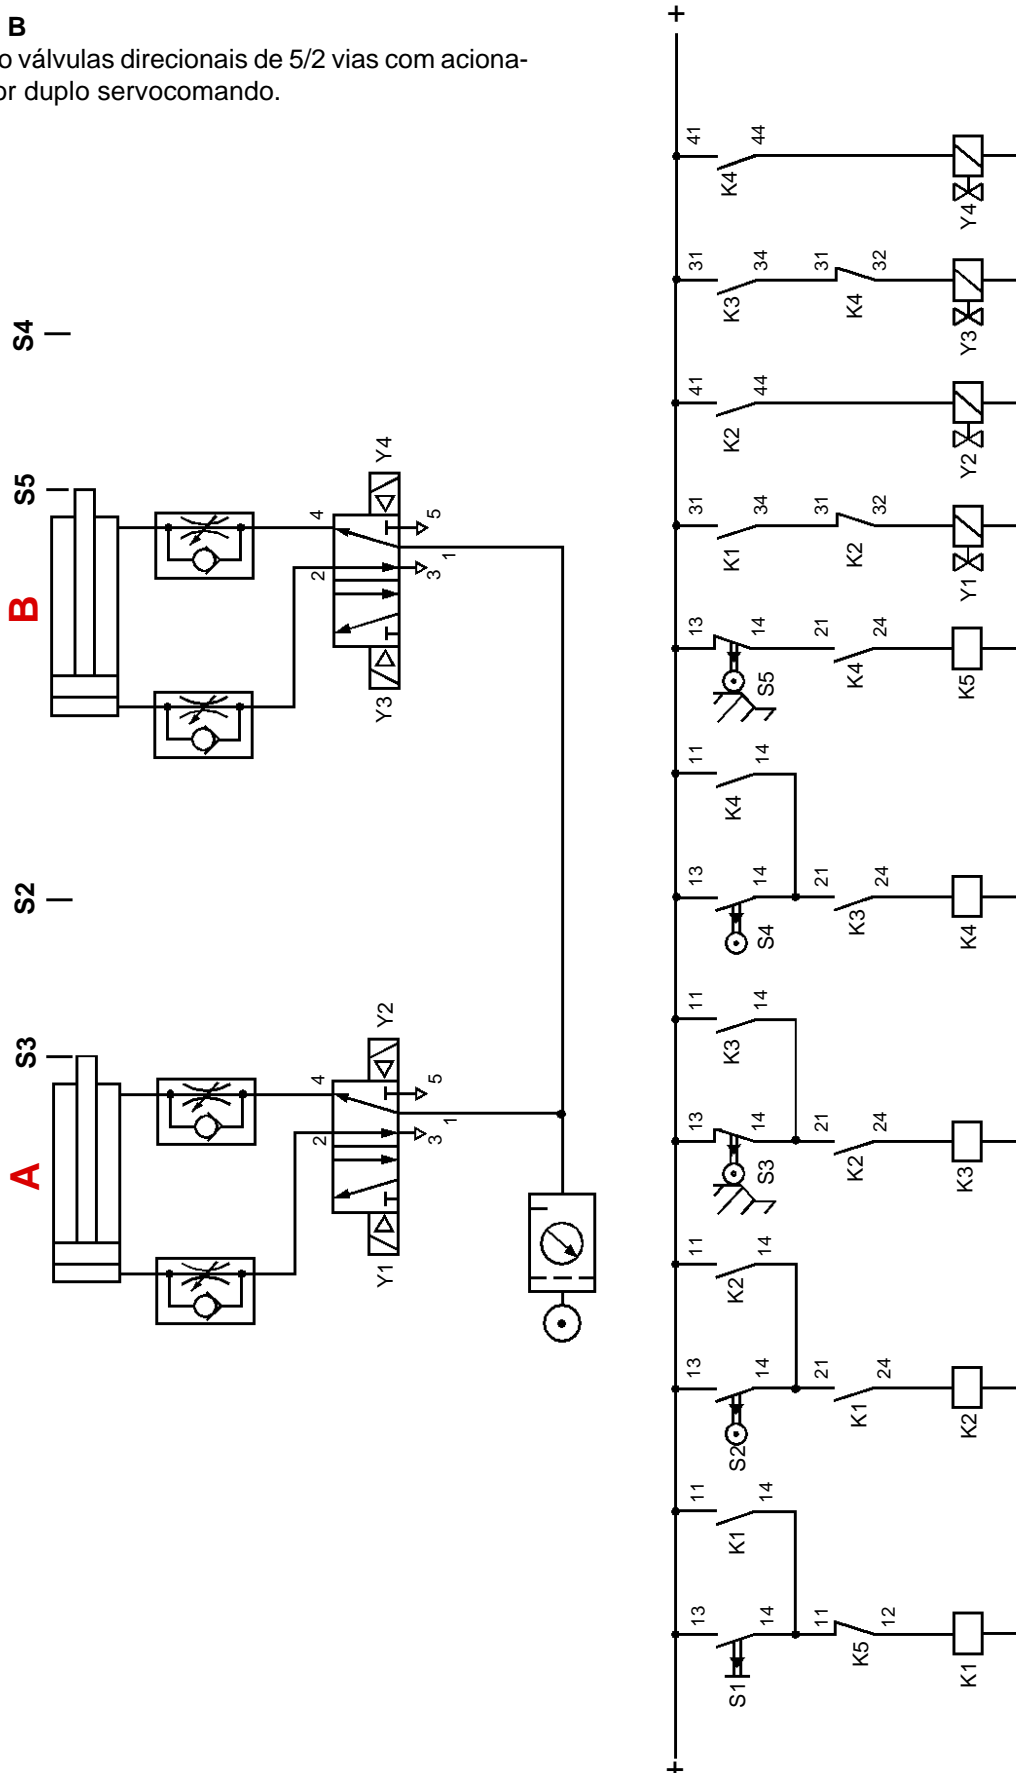 B
o válvulas direcionais de 5/2 vias com aciona-
or duplo servocomando.
+
41
44
K4
Y4
S4
31
34
K3
31
32
K4
Y3
41
44
K2
Y2
S5
Y4
4
5
B
2
3
1
Y3
31
34
K1
31
32
K2
Y1
13
14
S5
21
24
K4
K5
11
14
K4
S2
13
14
S4
21
24
K3
K4
S3
Y2
4
5
A
2
3
1
Y1
11
14
K3
13
14
S3
21
24
K2
K3
11
14
K2
13
14
S2
21
24
K1
K2
11
14
K1
13
14
S1
11
12
K5
K1
+